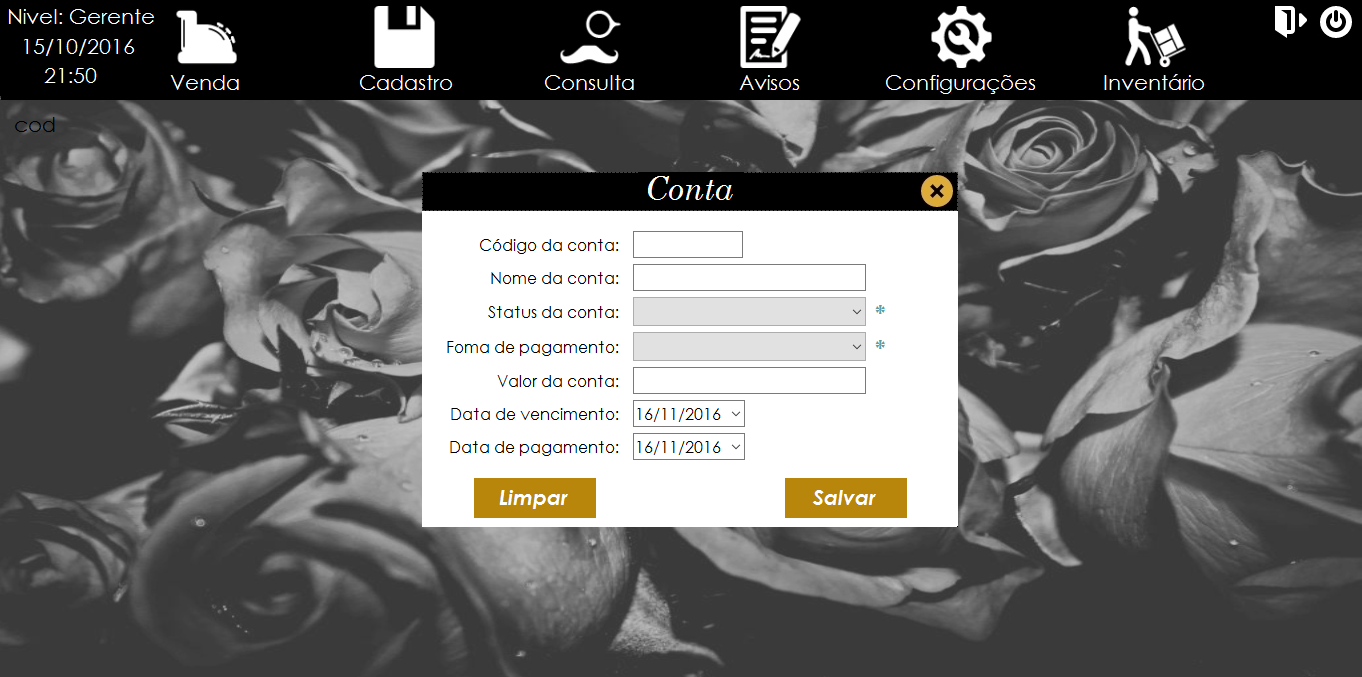 Nivel: Gerente
15/10/2016
21:50
Venda
Cadastro
Consulta
Avisos
Configurações
Inventário
cod
Conta
Código da conta:
Nome da conta:
Status da conta: *
Foma de pagamento: *
Valor da conta:
Data de vencimento: 16/11/2016
Data de pagamento: 16/11/2016
Limpar
Salvar